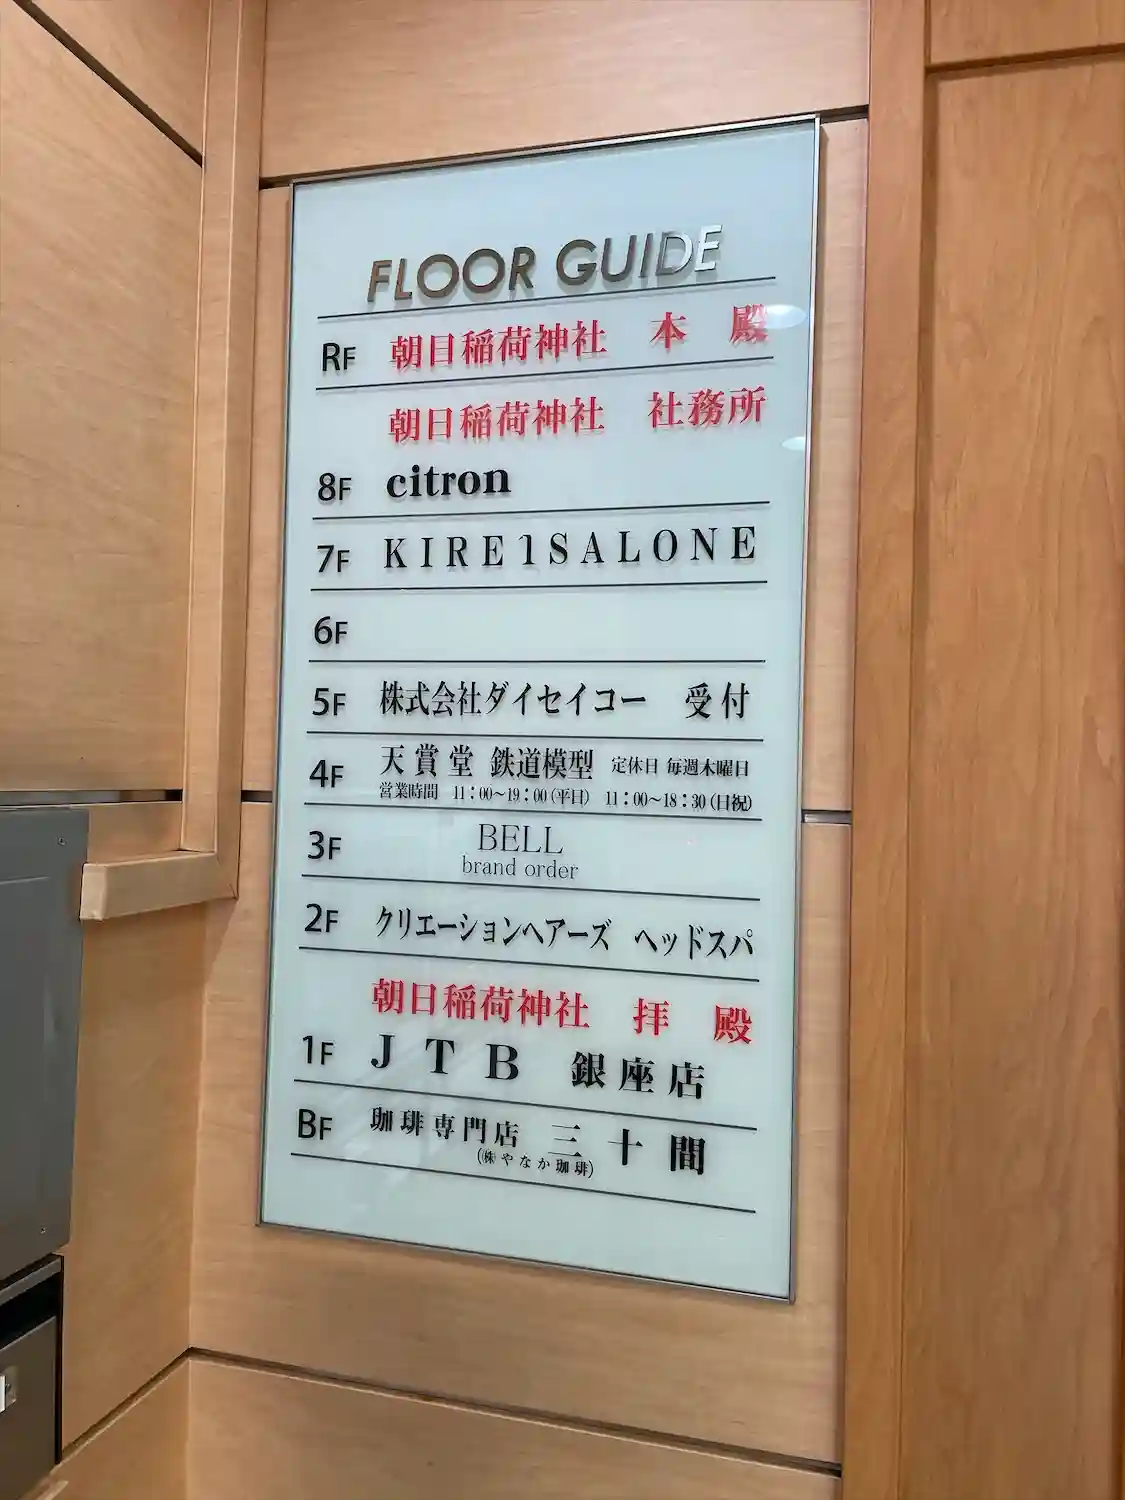 FLOOR GUIDE
RF 朝日稲荷神社 本 殿
朝日稲荷神社 社務所
8F citron
7F KIREISALONE
6F
5F 株式会社ダイセイコー 受付
4F 天賞堂 鉄道模型 定休日 毎週木曜日
営業時間 11:00~19:00(平日) 11:00~18:30(日祝)
3F BELL
brand order
2F クリエーションヘアーズ ヘッドスパ
朝日稲荷神社 拝 殿
1F JTB 銀座店
BF 珈琲専門店 三十間
(㈱やなか珈琲)